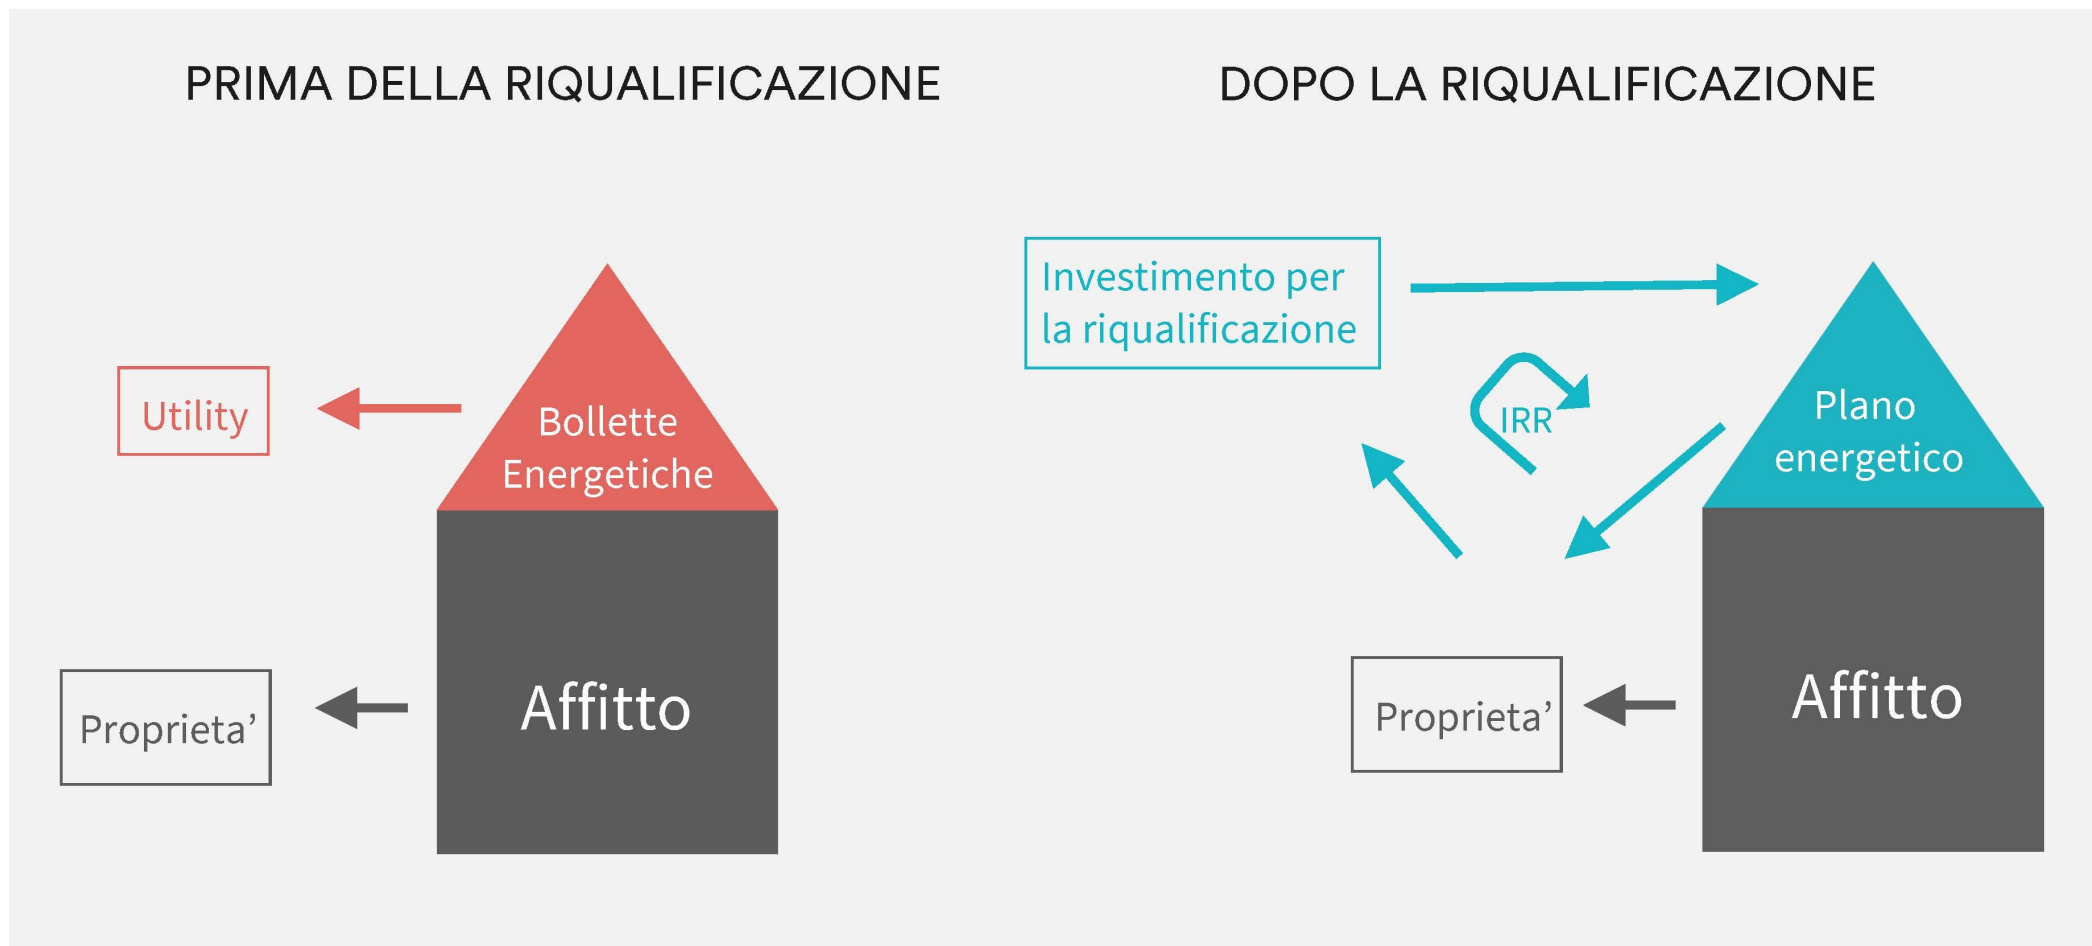 PRIMA DELLA RIQUALIFICAZIONE
Utility
Bollette
Energetiche
Proprieta’
Affitto
DOPO LA RIQUALIFICAZIONE
Investimento per
la riqualificazione
IRR
Plano
energetico
Proprieta’
Affitto